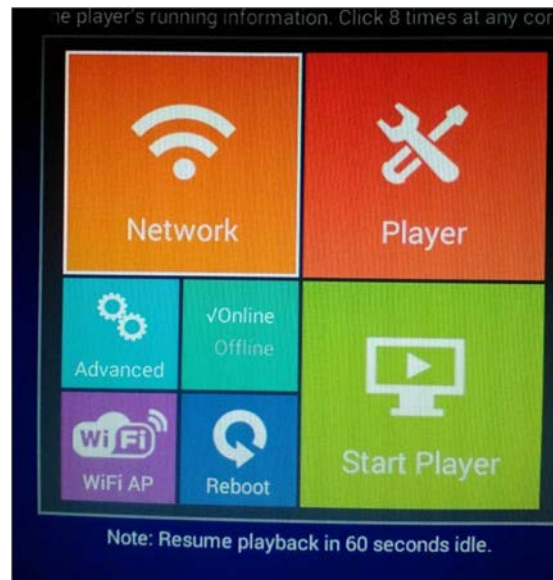 ne player's running information. Click 8 times at any cor
Network
Player
Advanced
√Online
Offline
Start Player
WiFi
WiFi AP
Reboot
Note: Resume playback in 60 seconds idle.